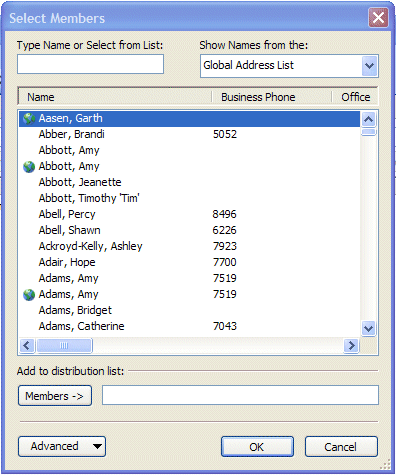 Select Members
Type Name or Select from List:
Show Names from the:
Global Address List
Name Business Phone Office
Aasen, Garth
Abber, Brandi 5052
Abbott, Amy
Abbott, Amy
Abbott, Jeanette
Abbott, Timothy 'Tim'
Abell, Percy 8496
Abell, Shawn 6226
Ackroyd-Kelly, Ashley 7923
Adair, Hope 7700
Adams, Amy 7519
Adams, Amy 7519
Adams, Bridget
Adams, Catherine 7043
Add to distribution list:
Members ->
Advanced OK Cancel